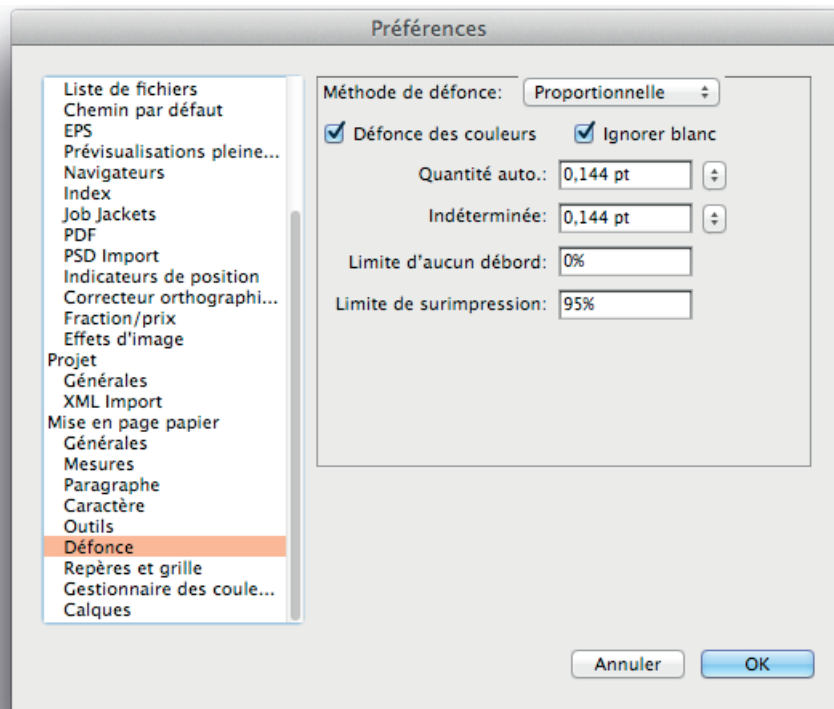 Préférences
Liste de fichiers
Chemin par défaut
EPS
Prévisualisations pleine...
Navigateurs
Index
Job Jackets
PDF
PSD Import
Indicateurs de position
Correcteur orthographi...
Fraction/prix
Effets d'image
Projet
Générales
XML Import
Mise en page papier
Générales
Mesures
Paragraphe
Caractère
Outils
Défonce
Repères et grille
Gestionnaire des coule...
Calques
Méthode de défonce: Proportionnelle
Défonce des couleurs Ignorer blanc
Quantité auto.: 0,144 pt
Indéterminée: 0,144 pt
Limite d'aucun débord: 0%
Limite de surimpression: 95%
Annuler OK